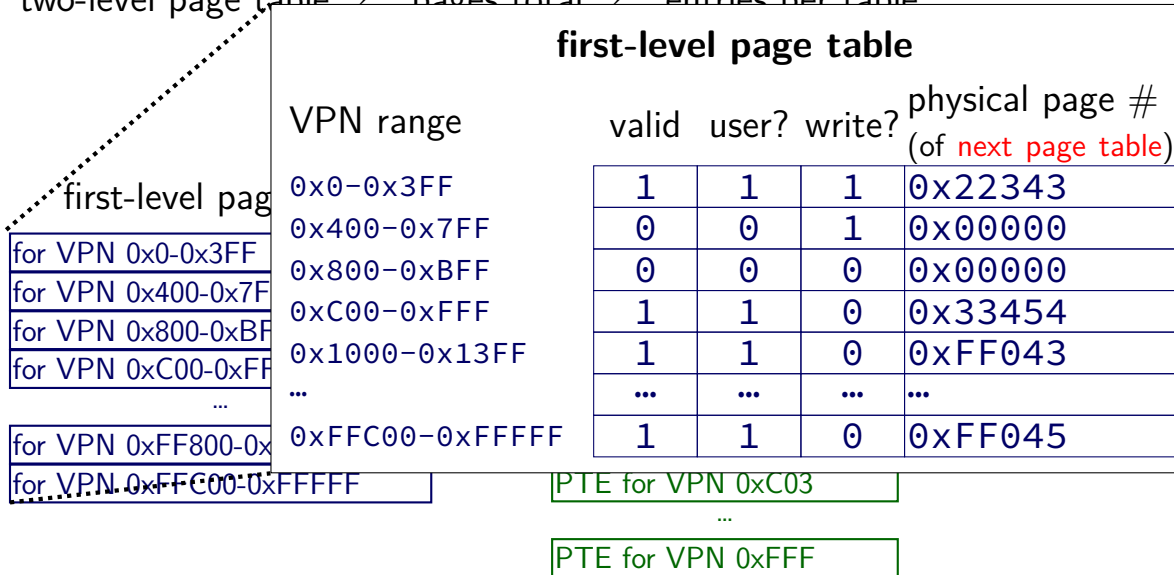 two-level page table
first-level page table
VPN range valid user? write? physical page #
(of next page table)
0x0-0x3FF 1 1 1 0x22343
0x400-0x7FF 0 0 1 0x00000
0x800-0xBFF 0 0 0 0x00000
0xC00-0xFFF 1 1 0 0x33454
0x1000-0x13FF 1 1 0 0xFF043
… … … … …
0xFFC00-0xFFFFF 1 1 0 0xFF045
first-level pag
for VPN 0x0-0x3FF
for VPN 0x400-0x7F
for VPN 0x800-0xBF
for VPN 0xC00-0xFF
…
for VPN 0xFF800-0x
for VPN 0xFFC00-0xFFFFF
PTE for VPN 0xC03
…
PTE for VPN 0xFFF